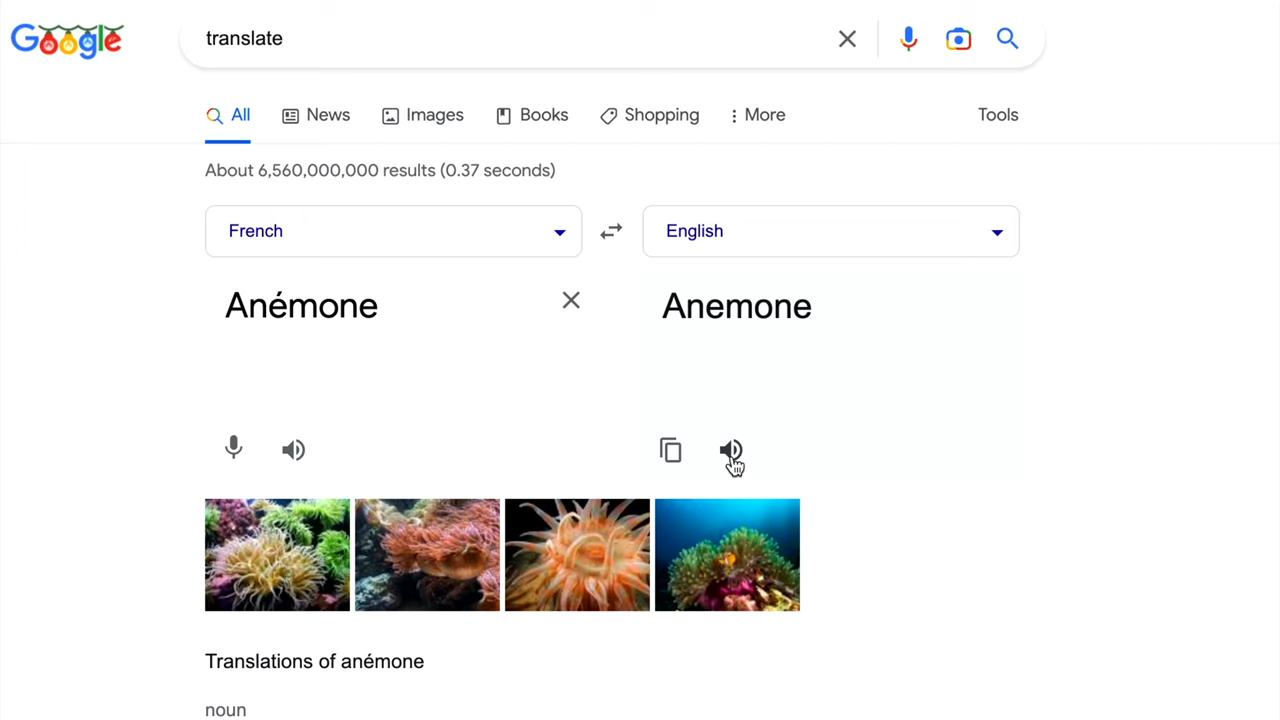 Google
translate
All News Images Books Shopping More Tools
About 6,560,000,000 results (0.37 seconds)
French English
Anémone Anemone
Translations of anémone
noun